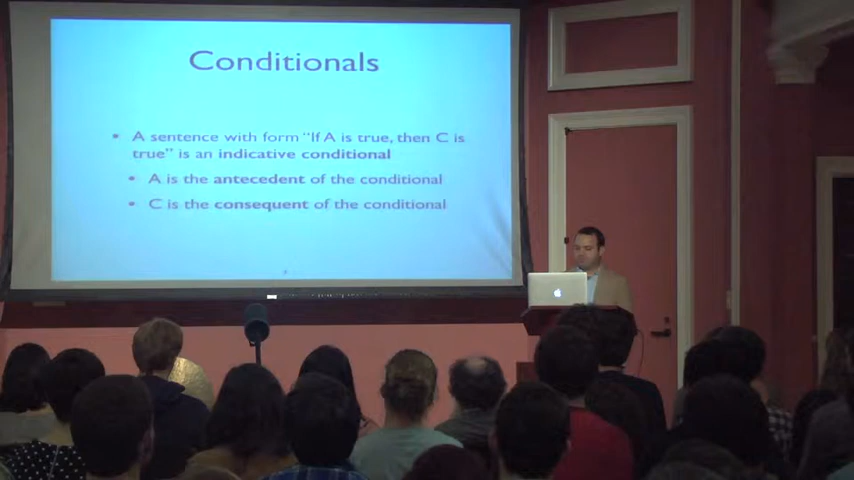 Conditionals
A sentence with form "If A is true, then C is
true" is an indicative conditional
A is the antecedent of the conditional
C is the consequent of the conditional